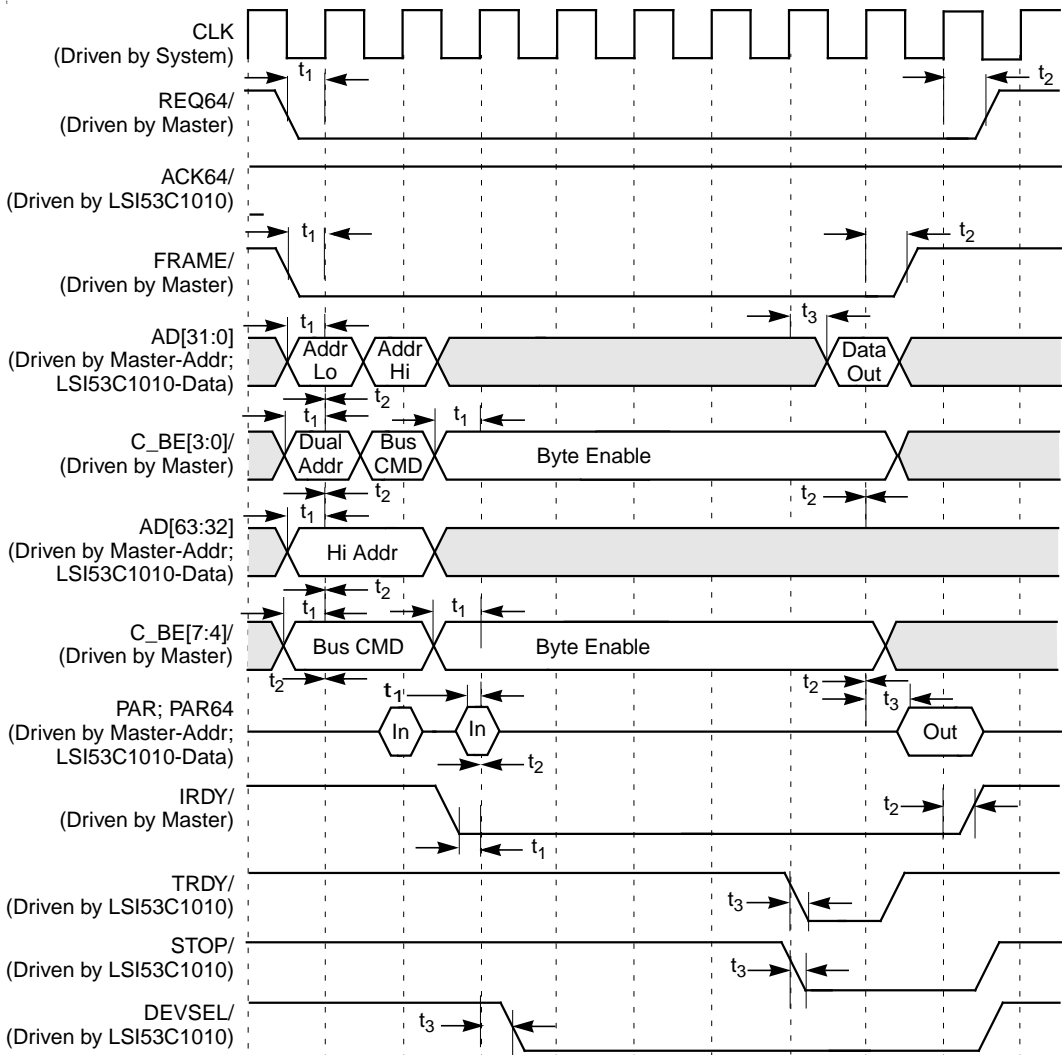 CLK
(Driven by System)
t1
t2
REQ64/
(Driven by Master)
ACK64/
(Driven by LSI53C1010)
t1
t2
FRAME/
(Driven by Master)
t3
AD[31:0]
(Driven by Master-Addr;
LSI53C1010-Data)
t1
Addr
Lo
Addr
Hi
Data
Out
t2
t1
t1
C_BE[3:0]/
(Driven by Master)
Dual
Addr
Bus
CMD
Byte Enable
t2
t2
AD[63:32]
(Driven by Master-Addr;
LSI53C1010-Data)
t1
Hi Addr
t2
t1
t1
C_BE[7:4]/
(Driven by Master)
Bus CMD
Byte Enable
t2
t1
t2
t3
PAR; PAR64
(Driven by Master-Addr;
LSI53C1010-Data)
In
In
Out
t2
IRDY/
(Driven by Master)
t2
t1
TRDY/
(Driven by LSI53C1010)
t3
STOP/
(Driven by LSI53C1010)
t3
DEVSEL/
(Driven by LSI53C1010)
t3